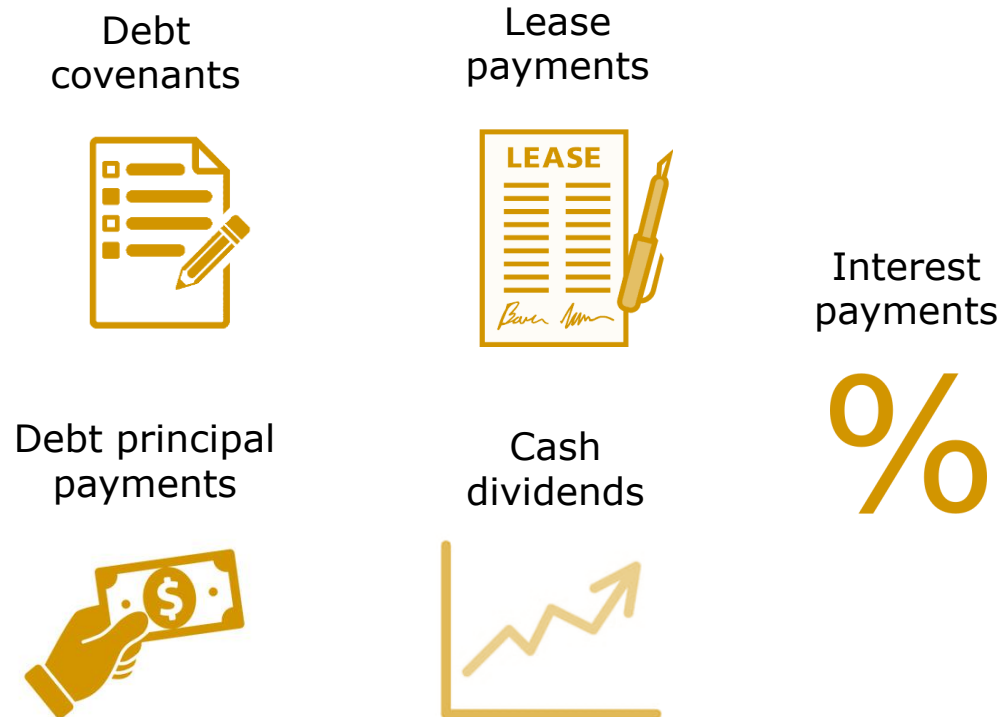 Debt
covenants
Lease
payments
LEASE
Interest
payments
%
Debt principal
payments
$
Cash
dividends